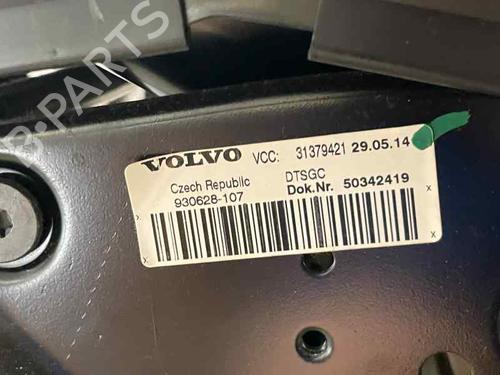 B-PARTS
VOLVO VCC: 31379421 29.05.14
Czech Republic DTSGC
930628-107 Dok.Nr. 50342419
x x
x x